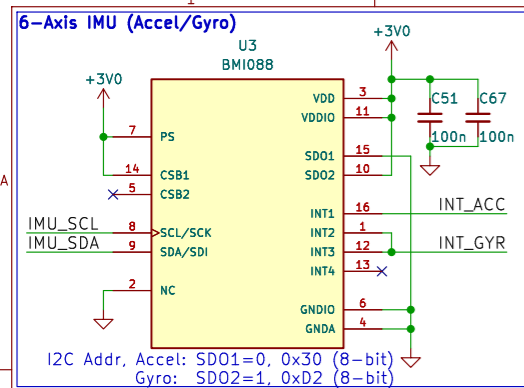 1
6-Axis IMU (Accel/Gyro)
U3
BMI088
+3V0
+3V0
A
7 PS
14 CSB1
5 CSB2
IMU_SCL 8 SCL/SCK
IMU_SDA 9 SDA/SDI
2 NC
VDD 3
VDDIO 11
SDO1 15
SDO2 10
INT1 16 INT_ACC
INT2 1
INT3 12 INT_GYR
INT4 13
GNDIO 6
GNDA 4
C51
100n
C67
100n
I2C Addr, Accel: SDO1=0, 0x30 (8-bit)
Gyro: SDO2=1, 0xD2 (8-bit)